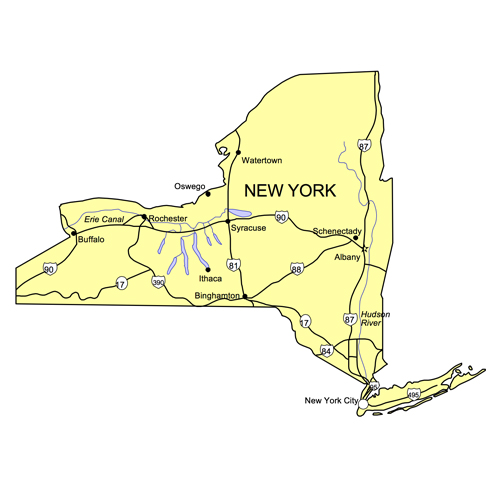 87
Watertown
Oswego
NEW YORK
Erie Canal
Rochester
90
Syracuse
Schenectady
Buffalo
Albany
90
81
88
17
390
Ithaca
Binghamton
17
87
Hudson
River
84
95
495
New York City